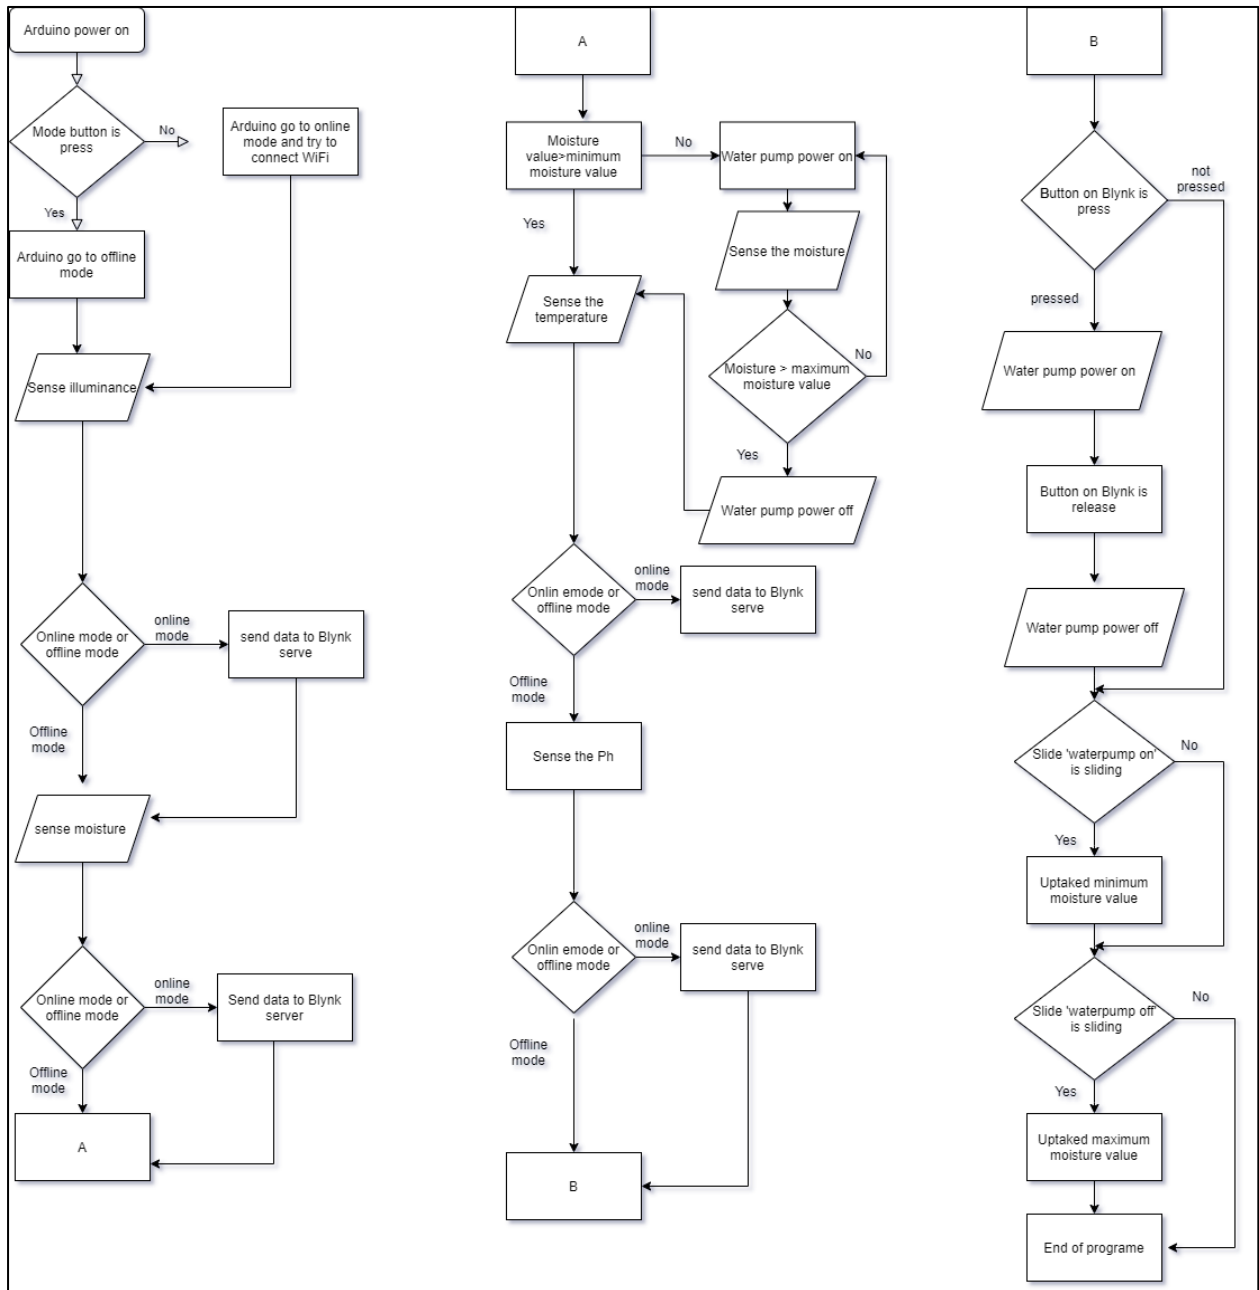 Arduino power on
Mode button is
press
No
Arduino go to online
mode and try to
connect WiFi
Yes
Arduino go to offline
mode
Sense illuminance
Online mode or
offline mode
online
mode
send data to Blynk
serve
Offline
mode
sense moisture
Online mode or
offline mode
online
mode
Send data to Blynk
server
Offline
mode
A
A
Moisture
value>minimum
moisture value
No
Water pump power on
Yes
Sense the moisture
Sense the
temperature
Moisture > maximum
moisture value
No
Yes
Water pump power off
Onlin emode or
offline mode
online
mode
send data to Blynk
serve
Offline
mode
Sense the Ph
Onlin emode or
offline mode
online
mode
send data to Blynk
serve
Offline
mode
B
B
Button on Blynk is
press
not
pressed
pressed
Water pump power on
Button on Blynk is
release
Water pump power off
Slide 'waterpump on'
is sliding
No
Yes
Uptaked minimum
moisture value
Slide 'waterpump off'
is sliding
No
Yes
Uptaked maximum
moisture value
End of programe